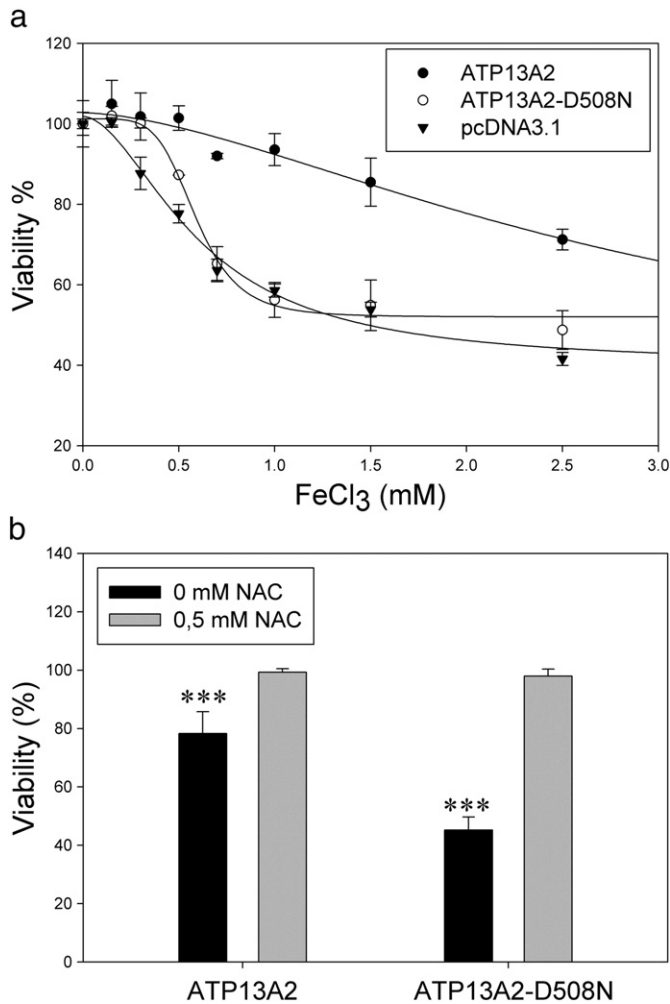 a
120
100
80
60
40
20
Viability %
ATP13A2
ATP13A2-D508N
pcDNA3.1
0.0 0.5 1.0 1.5 2.0 2.5 3.0
FeCl3 (mM)
b
140
120
100
80
60
40
20
0
Viability (%)
0 mM NAC
0,5 mM NAC
***
***
ATP13A2 ATP13A2-D508N